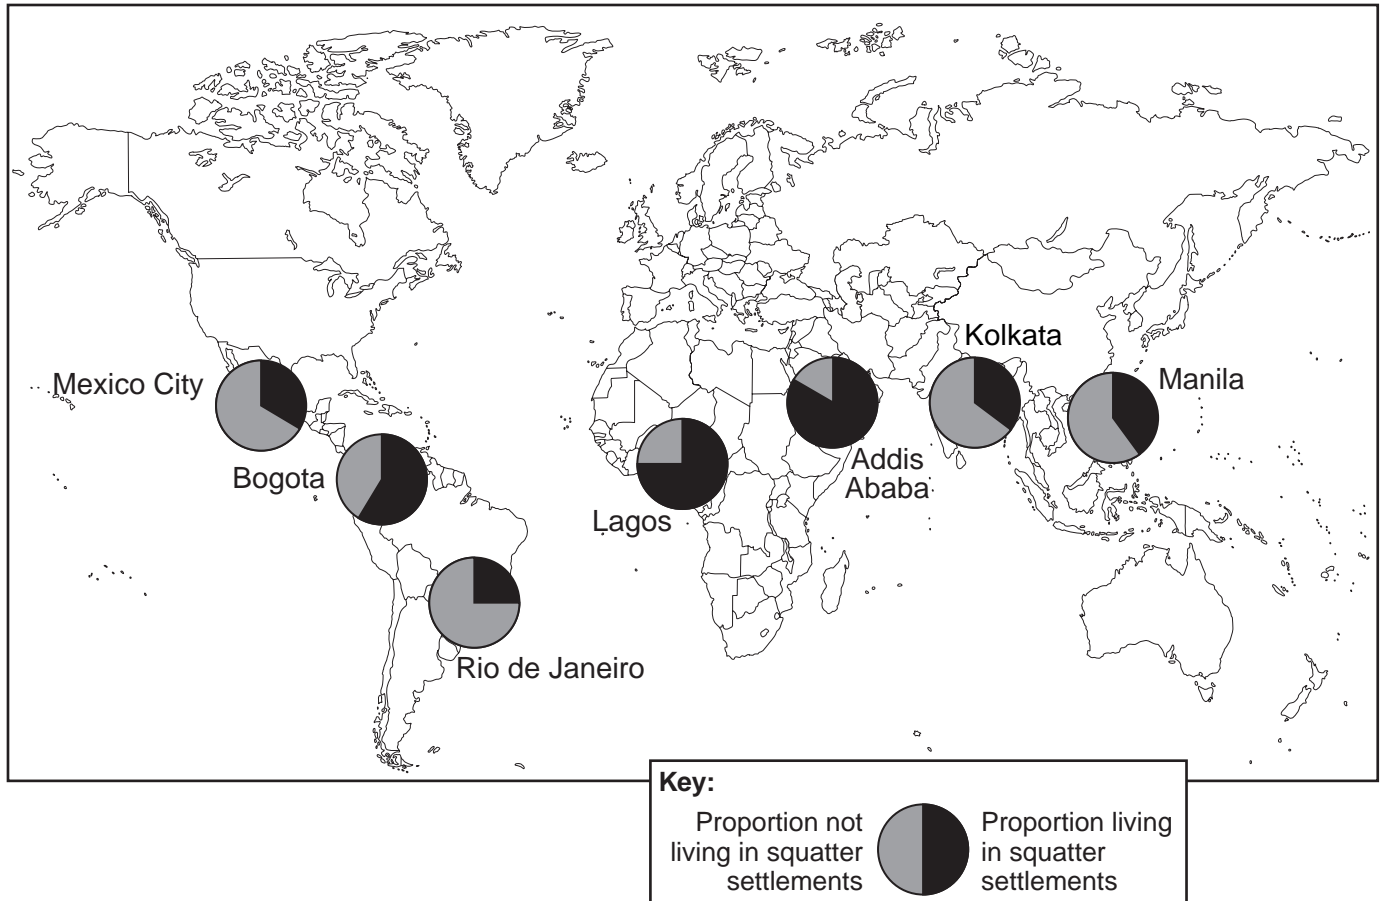 Kolkata
Mexico City
Manila
Bogota
Addis
Ababa
Lagos
Rio de Janeiro
Key:
Proportion not
living in squatter
settlements
Proportion living
in squatter
settlements